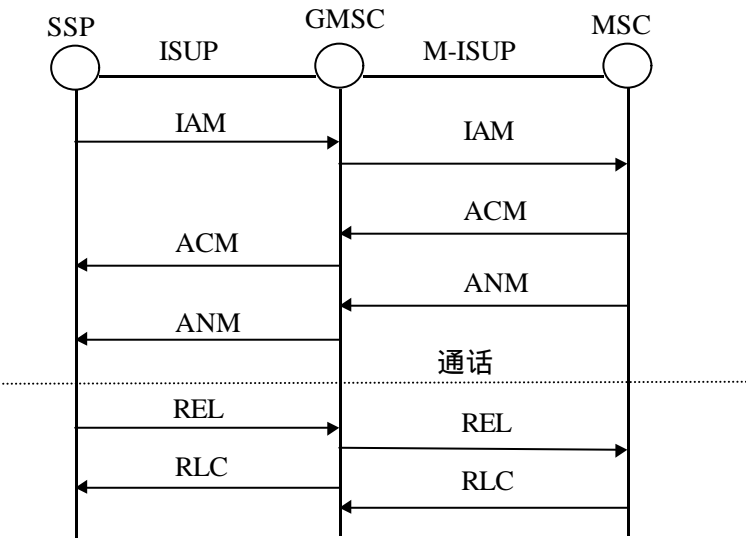 SSP
GMSC
MSC
ISUP
M-ISUP
IAM
IAM
ACM
ACM
ANM
ANM
通话
REL
REL
RLC
RLC